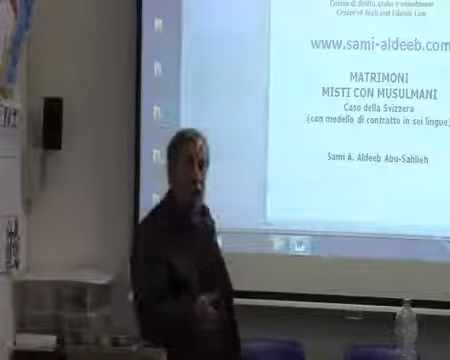 Centro di diritto arabo e musulmano
Centre of Arab and Islamic Law
www.sami-aldeeb.com
MATRIMONI
MISTI CON MUSULMANI
Caso della Svizzera
(con modello di contratto in sei lingue)
Sami A. Aldeeb Abu-Sahlieh